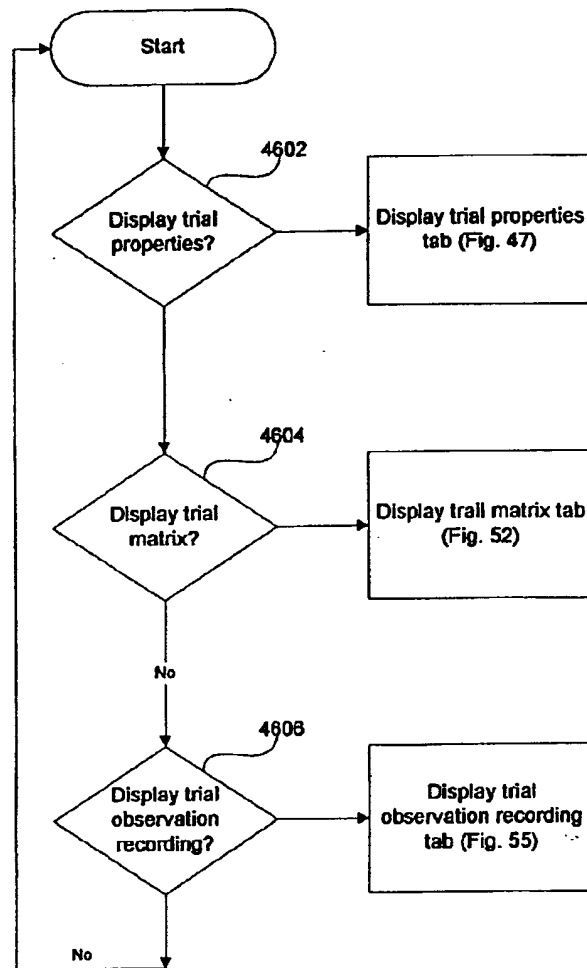 Start
4602
Display trial
properties?
Display trial properties
tab (Fig. 47)
4604
Display trial
matrix?
Display trail matrix tab
(Fig. 52)
No
4606
Display trial
observation
recording?
Display trial
observation recording
tab (Fig. 55)
No